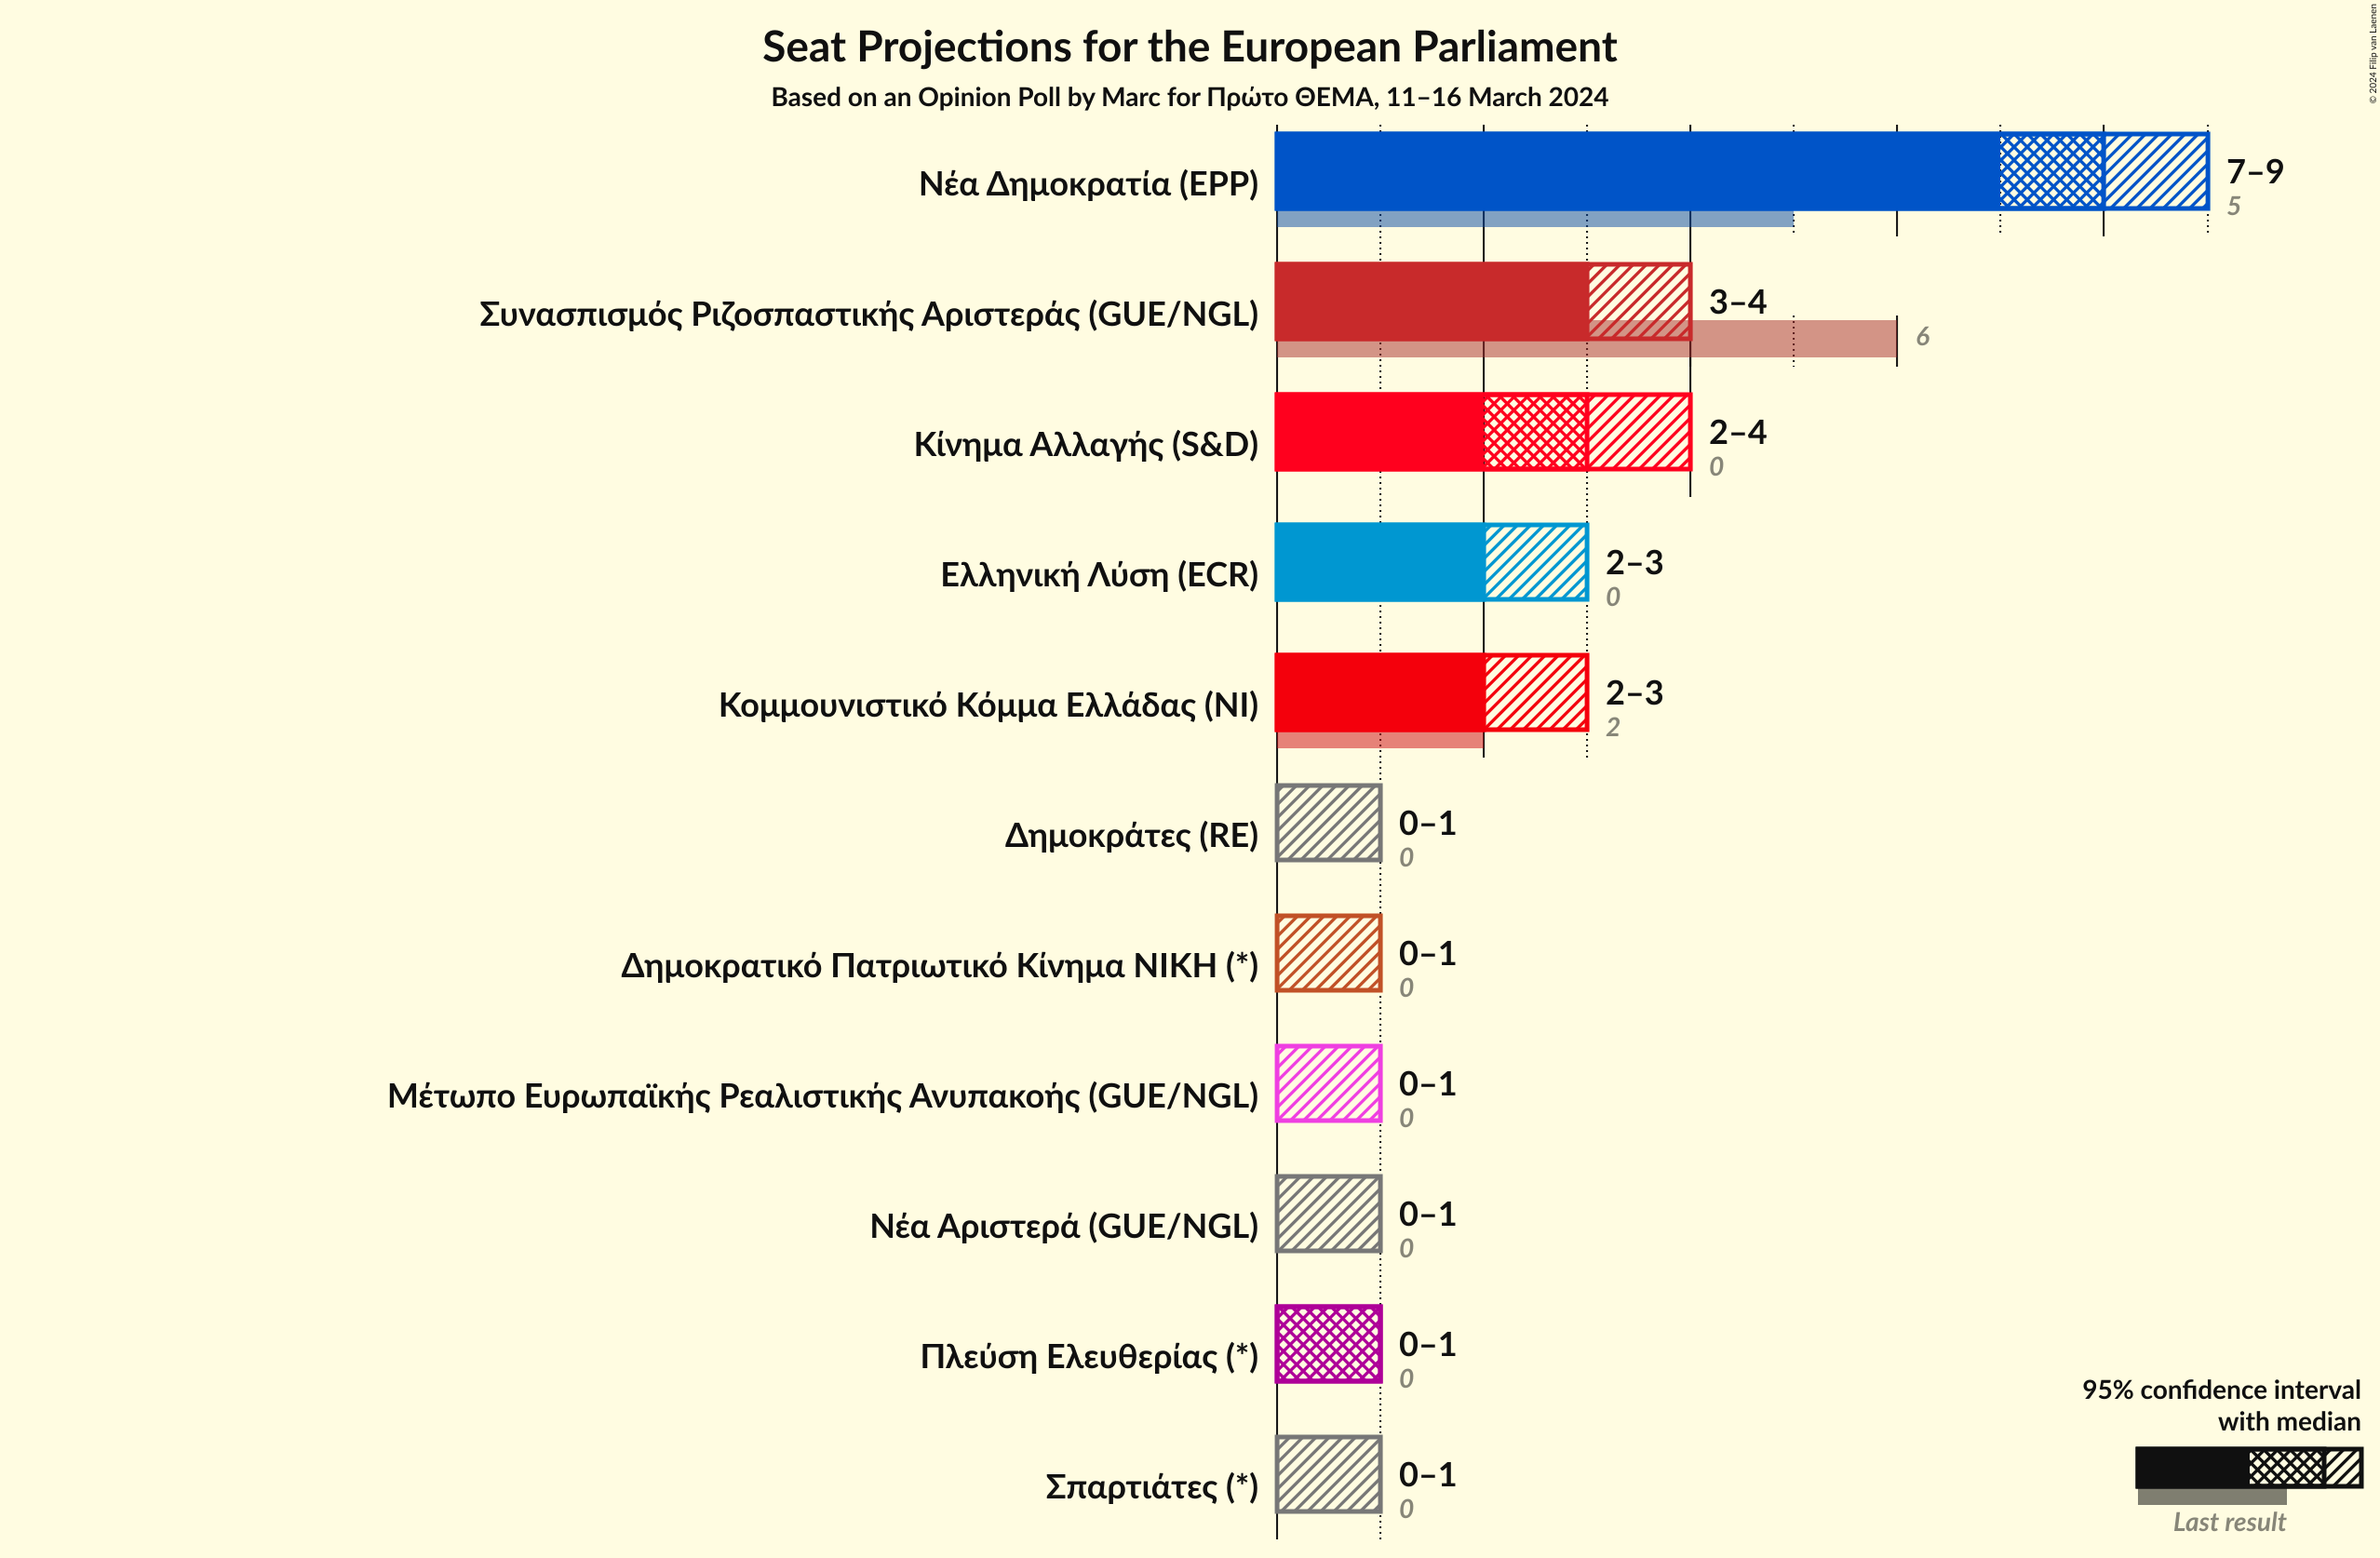 Seat Projections for the European Parliament
Based on an Opinion Poll by Marc for Πρώτο ΘΕΜΑ, 11–16 March 2024
© 2024 Filip van Laenen
Νέα Δημοκρατία (EPP)
7–9
5
Συνασπισμός Ριζοσπαστικής Αριστεράς (GUE/NGL)
3–4
6
Κίνημα Αλλαγής (S&D)
2–4
0
Ελληνική Λύση (ECR)
2–3
0
Κομμουνιστικό Κόμμα Ελλάδας (NI)
2–3
2
Δημοκράτες (RE)
0–1
0
Δημοκρατικό Πατριωτικό Κίνημα ΝΙΚΗ (*)
0–1
0
Μέτωπο Ευρωπαϊκής Ρεαλιστικής Ανυπακοής (GUE/NGL)
0–1
0
Νέα Αριστερά (GUE/NGL)
0–1
0
Πλεύση Ελευθερίας (*)
0–1
0
Σπαρτιάτες (*)
0–1
0
95% confidence interval
with median
Last result